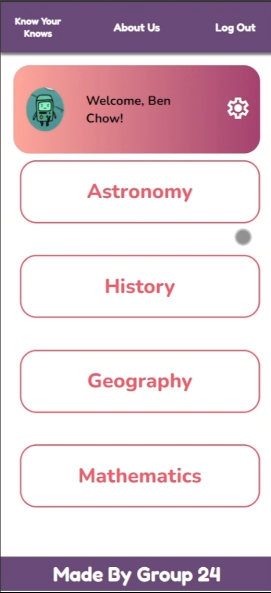 Know Your
Knows
About Us
Log Out
Welcome, Ben
Chow!
Astronomy
History
Geography
Mathematics
Made By Group 24